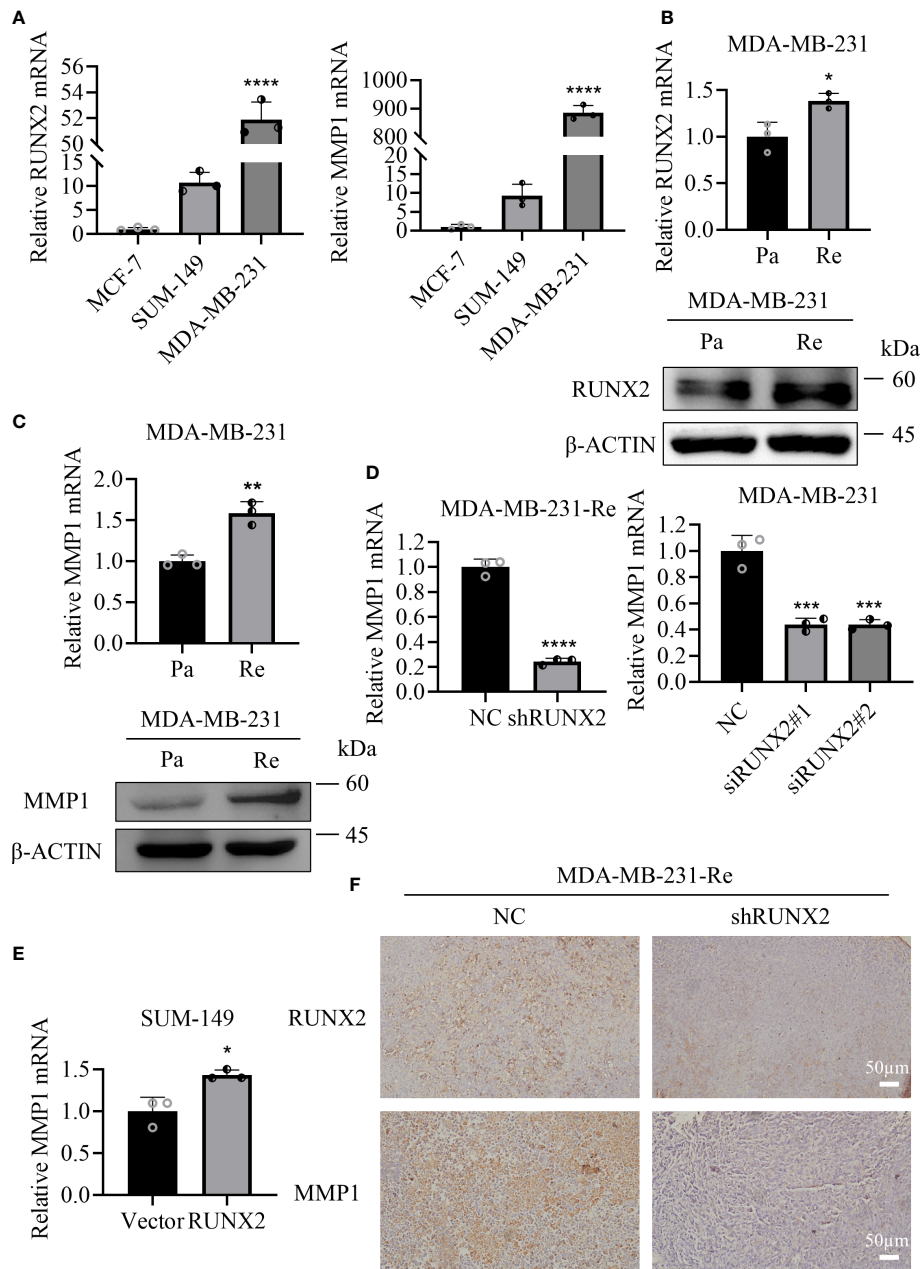 A
Relative RUNX2 mRNA
56
54
52
50
15
10
5
0
****
MCF-7
SUM-149
MDA-MB-231
Relative MMP1 mRNA
1000
900
800
20
15
10
5
0
****
MCF-7
SUM-149
MDA-MB-231
B
MDA-MB-231
Relative RUNX2 mRNA
1.5
1.0
1.5
0.0
*
Pa Re
MDA-MB-231
Pa Re
kDa
RUNX2
60
β-ACTIN
45
C
MDA-MB-231
Relative MMP1 mRNA
2.0
1.5
1.0
0.5
0.0
**
Pa Re
MDA-MB-231
Pa Re
kDa
MMP1
60
β-ACTIN
45
D
MDA-MB-231-Re
Relative MMP1 mRNA
1.2
1.0
0.8
0.6
0.4
0.2
0.0
****
NC shRUNX2
MDA-MB-231
Relative MMP1 mRNA
1.2
1.0
0.8
0.6
0.4
0.2
0.0
***
***
NC
siRUNX2#1
siRUNX2#2
E
SUM-149
Relative MMP1 mRNA
1.5
1.0
0.5
0.0
*
Vector RUNX2
F
MDA-MB-231-Re
NC shRUNX2
RUNX2
50μm
MMP1
50μm